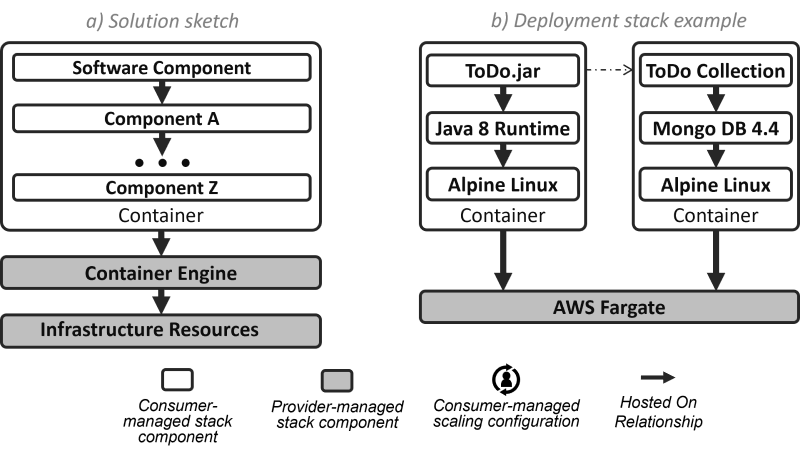 a) Solution sketch
Software Component
Component A
• • •
Component Z
Container
Container Engine
Infrastructure Resources
b) Deployment stack example
ToDo.jar
Java 8 Runtime
Alpine Linux
Container
ToDo Collection
Mongo DB 4.4
Alpine Linux
Container
AWS Fargate
Consumer-
managed stack
component
Provider-managed
stack component
Consumer-managed
scaling configuration
Hosted On
Relationship